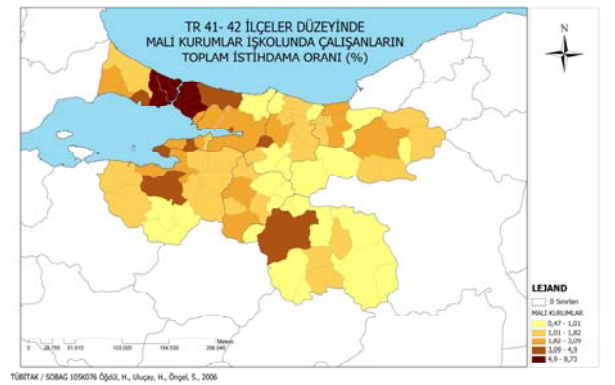 TR 41- 42 İLÇELER DÜZEYİNDE
MALİ KURUMLAR İŞKOLUNDA ÇALIŞANLARIN
TOPLAM İSTİHDAMA ORANI (%)
N
LEJAND
İl Sınırları
MALİ KURUMLAR
0,47 - 1,01
1,01 - 1,82
1,82 - 3,09
3,09 - 4,9
4,9 - 8,73
Meters
0
TÜBİTAK / SOBAG 105K076 Öğdül, H., Uluçay, H., Öngel, S., 2006